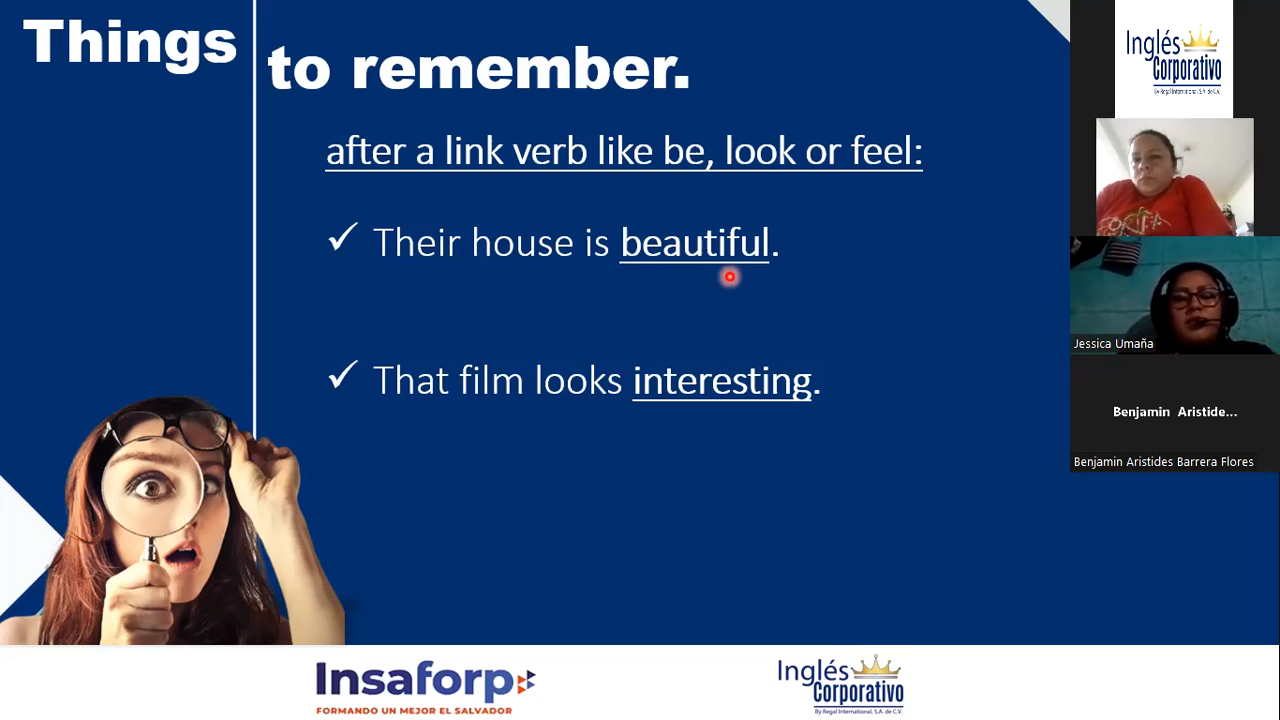 Things
to remember.
after a link verb like be, look or feel:
✓ Their house is beautiful.
✓ That film looks interesting.
Insaforp
FORMANDO UN MEJOR EL SALVADOR
Inglés
Corporativo
By Regal International, S.A. de C.V.
Inglés
Corporativo
By Regal International, S.A. de C.V.
Jessica Umaña
Benjamin Aristide...
Benjamin Aristides Barrera Flores